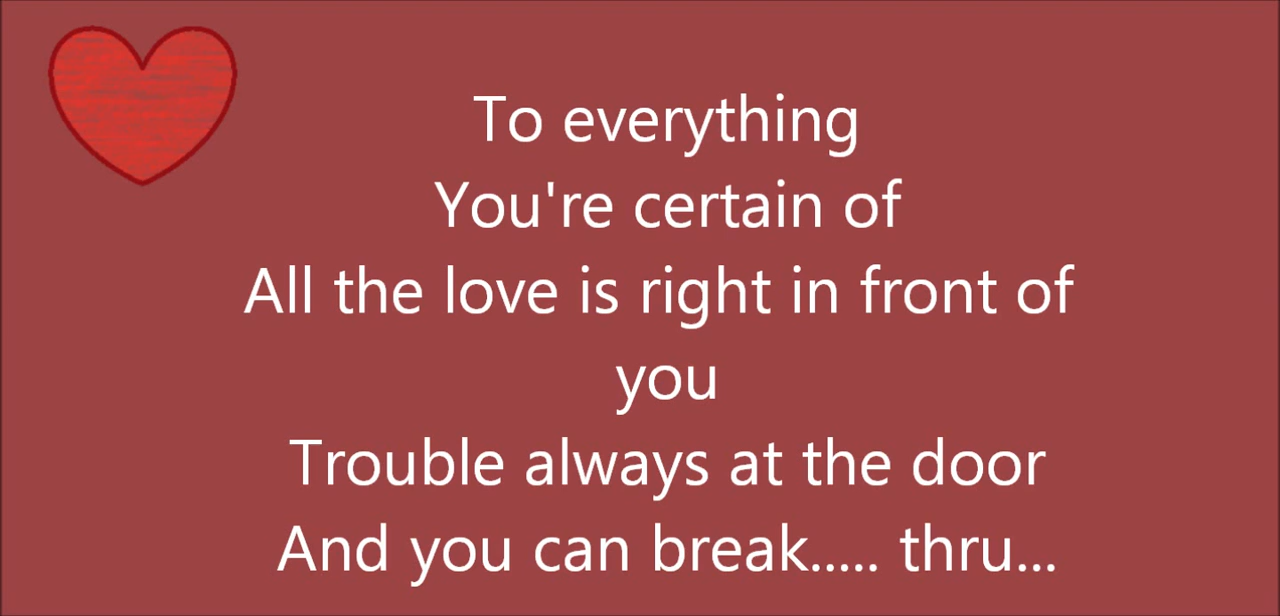 To everything
You're certain of
All the love is right in front of
you
Trouble always at the door
And you can break..... thru...